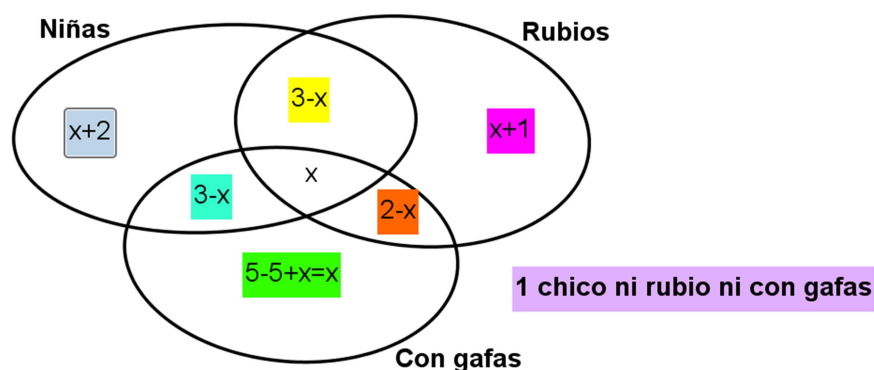 Niñas
Rubios
3-x
x+2
x+1
x
3-x
2-x
5-5+x=x
1 chico ni rubio ni con gafas
Con gafas